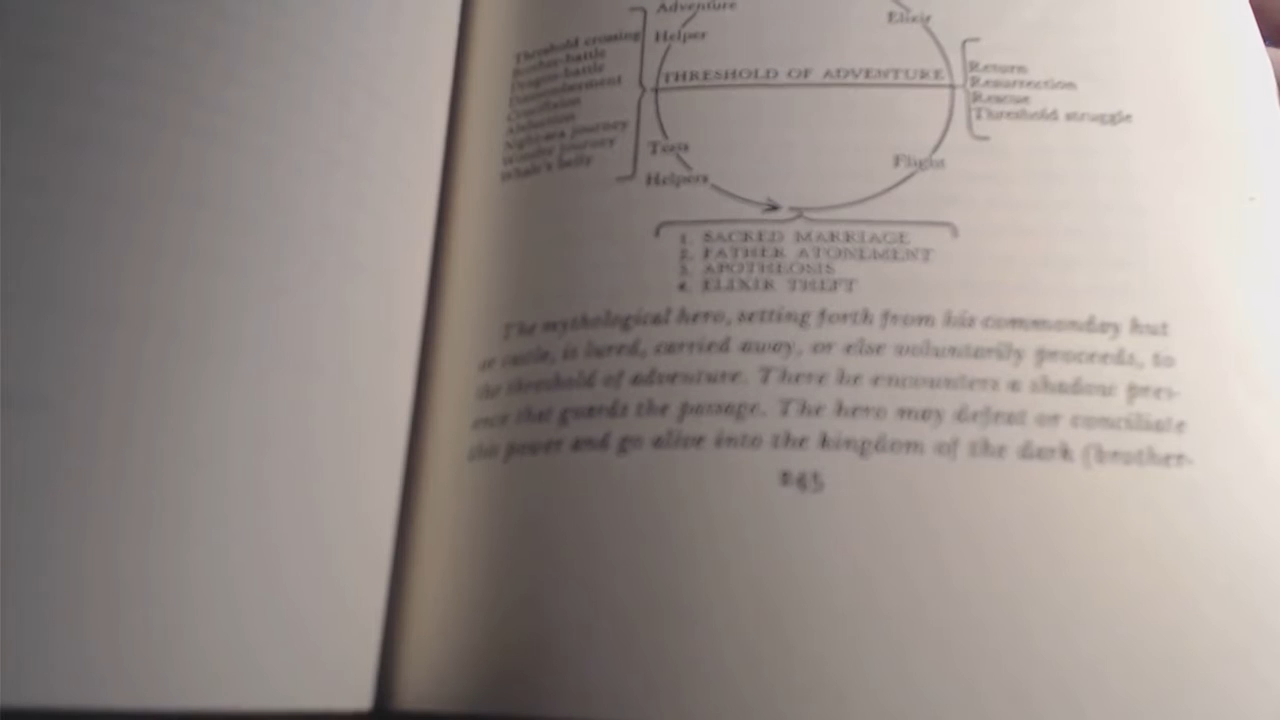 Adventure
Elixir
Threshold crossing
Helper
Brother-battle
Dragon-battle
THRESHOLD OF ADVENTURE
Return
Dismemberment
Resurrection
Crucifixion
Rescue
Abduction
Threshold struggle
Night-sea journey
Wonder journey
Tests
Whale's belly
Flight
Helpers
1. SACRED MARRIAGE
2. FATHER ATONEMENT
3. APOTHEOSIS
4. ELIXIR THEFT
The mythological hero, setting forth from his commonday hut
or castle, is lured, carried away, or else voluntarily proceeds, to
the threshold of adventure. There he encounters a shadow pres-
ence that guards the passage. The hero may defeat or conciliate
this power and go alive into the kingdom of the dark (brother-
245